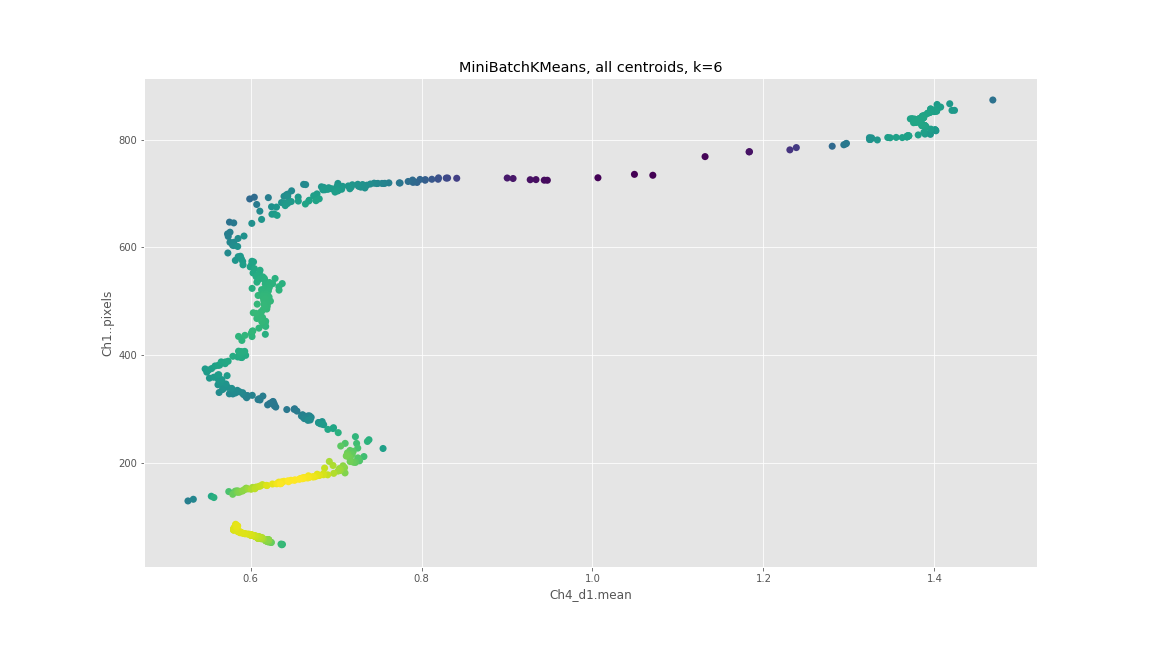 MiniBatchKMeans, all centroids, k=6
800
600
400
200
Ch1..pixels
0.6 0.8 1.0 1.2 1.4
Ch4_d1.mean